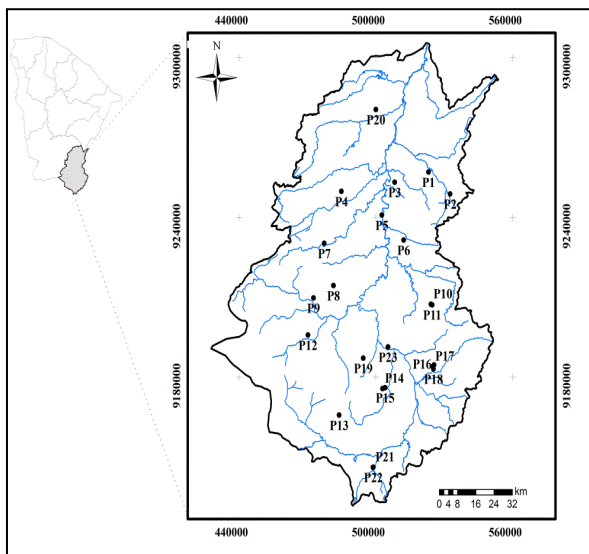 440000 500000 560000
9300000 9300000
N
P20
P1
P3
P4 P2
P5
P7 P6
P8
P9 P10
P11
P12
P23
P16 P17
P19 P18
P14
P15
P13
9240000 9240000
9180000 9180000
P21
P22
km
0 4 8 16 24 32
440000 500000 560000